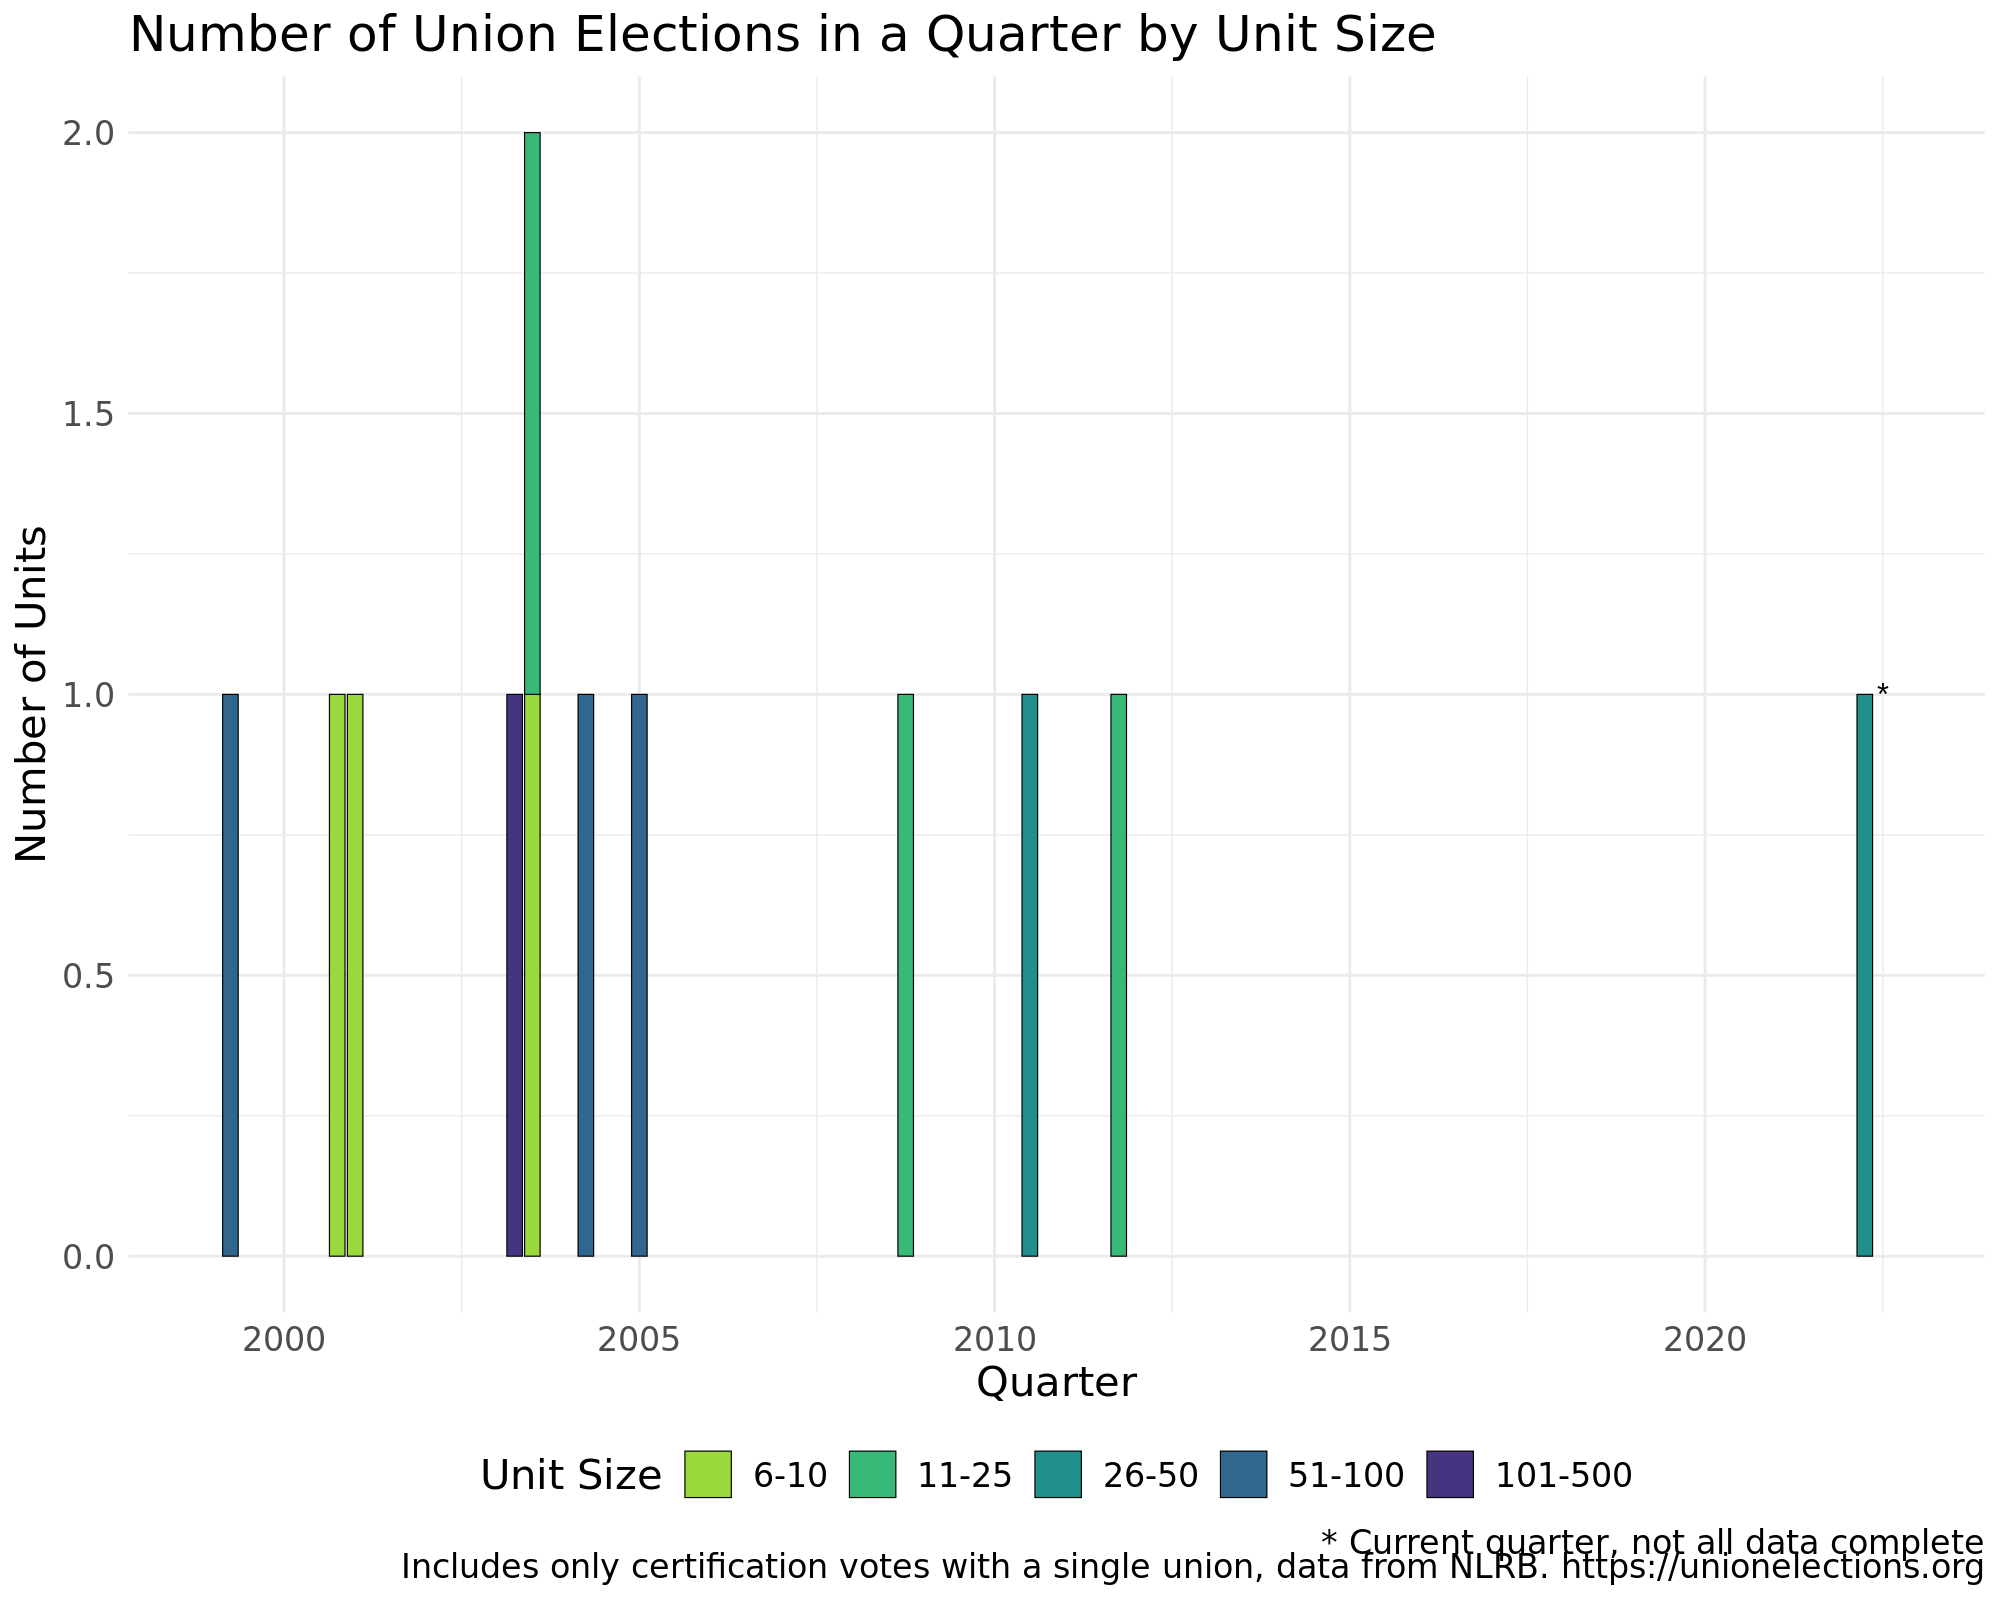 Number of Union Elections in a Quarter by Unit Size
2.0
1.5
1.0
0.5
0.0
Number of Units
*
2000 2005 2010 2015 2020
Quarter
Unit Size 6-10 11-25 26-50 51-100 101-500
* Current quarter, not all data complete
Includes only certification votes with a single union, data from NLRB. https://unionelections.org